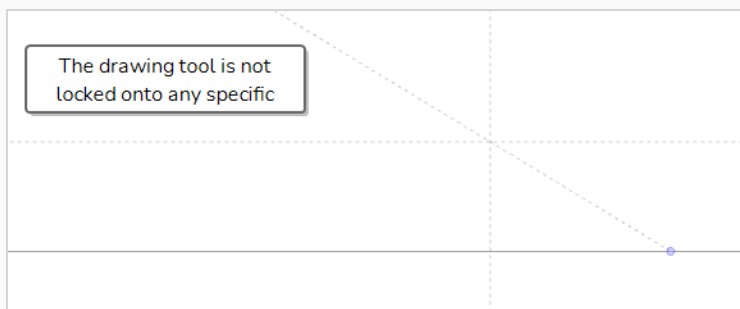 The drawing tool is not
locked onto any specific